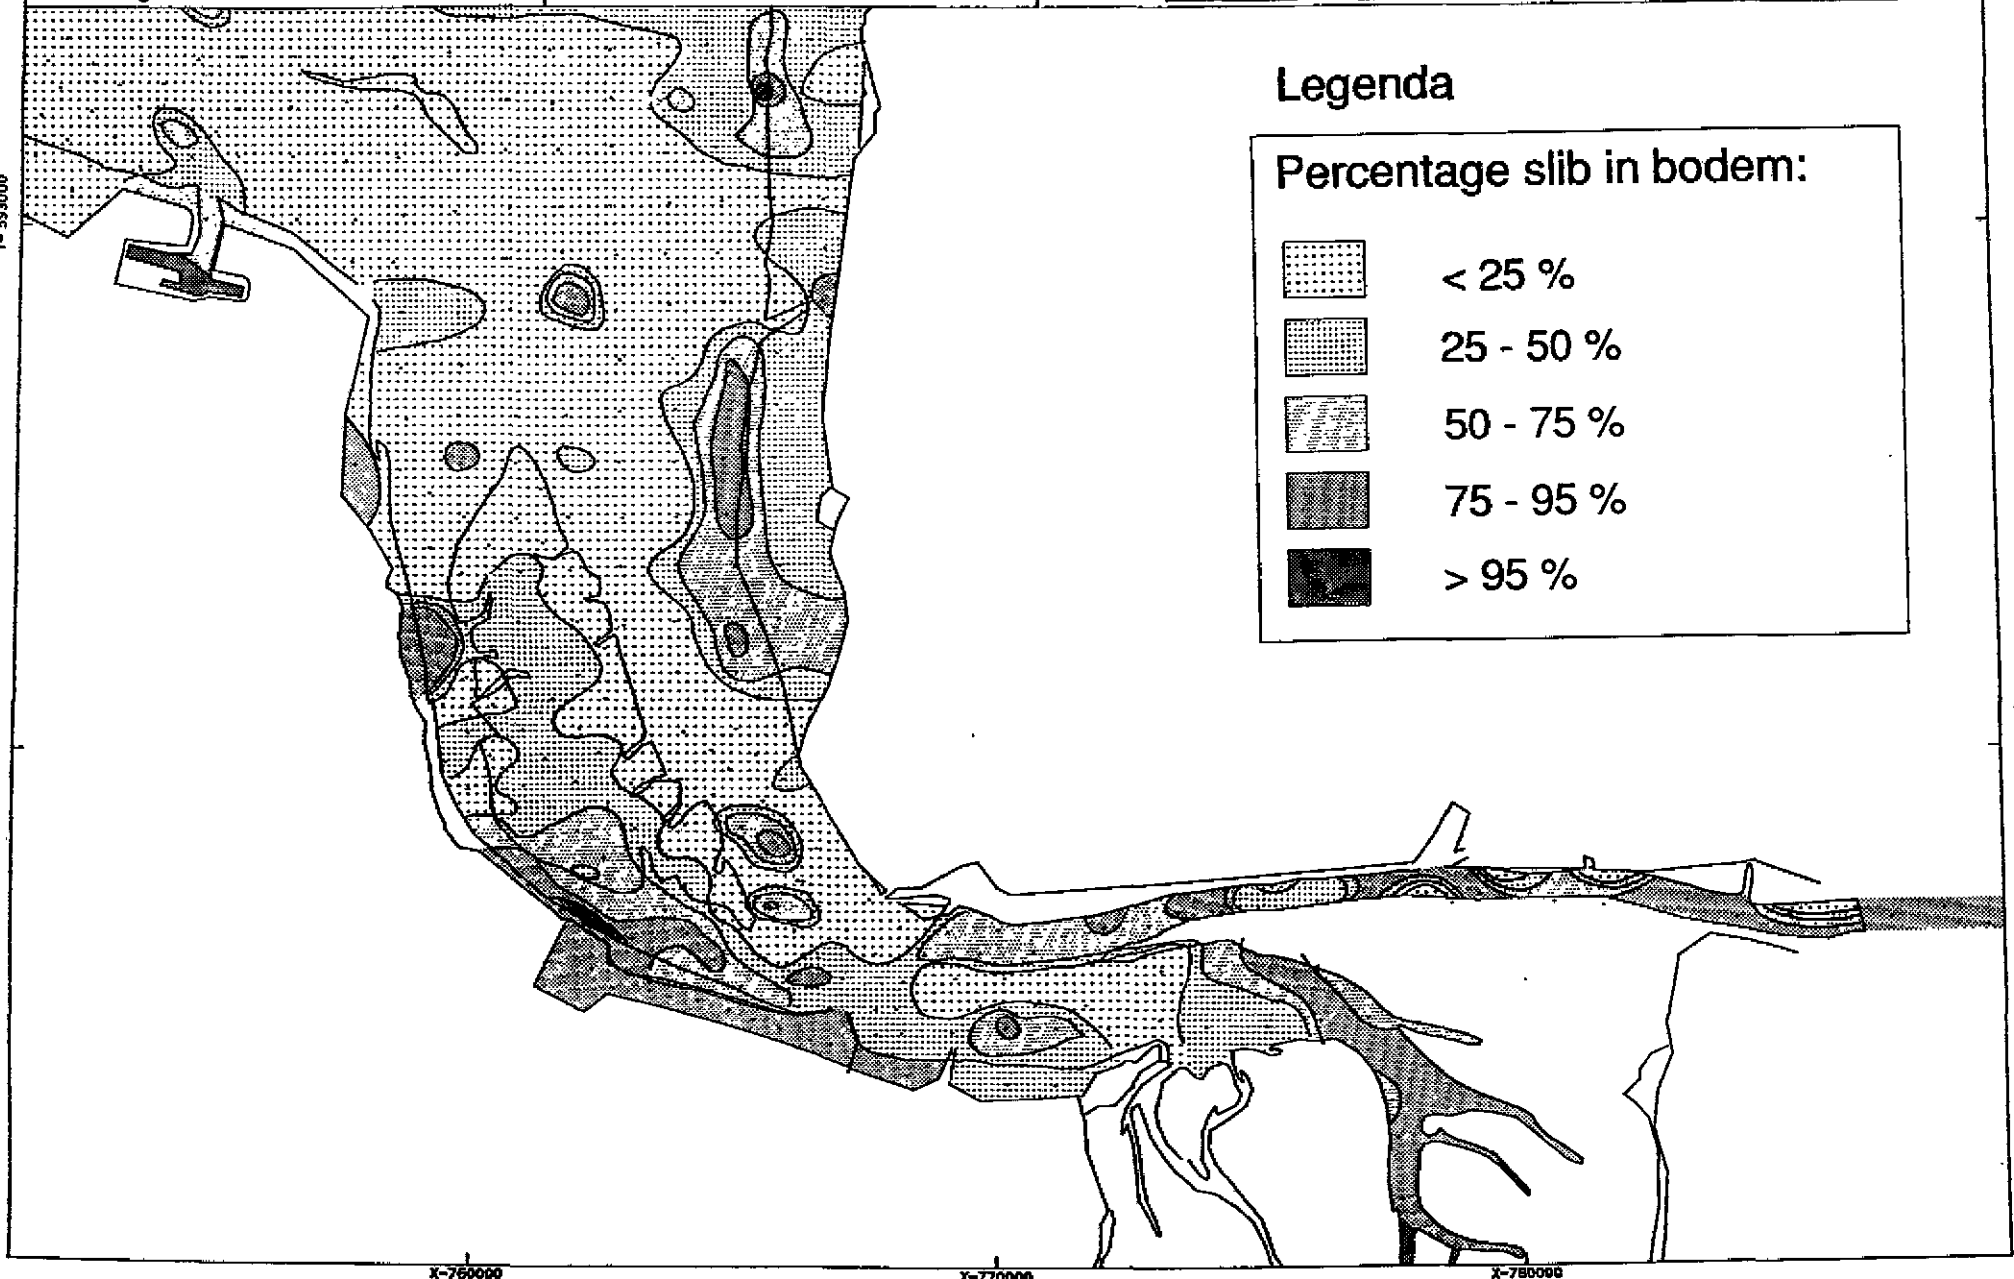 Legenda
Percentage slib in bodem:
< 25 %
25 - 50 %
50 - 75 %
75 - 95 %
> 95 %
X-760000
X-770000
X-780000